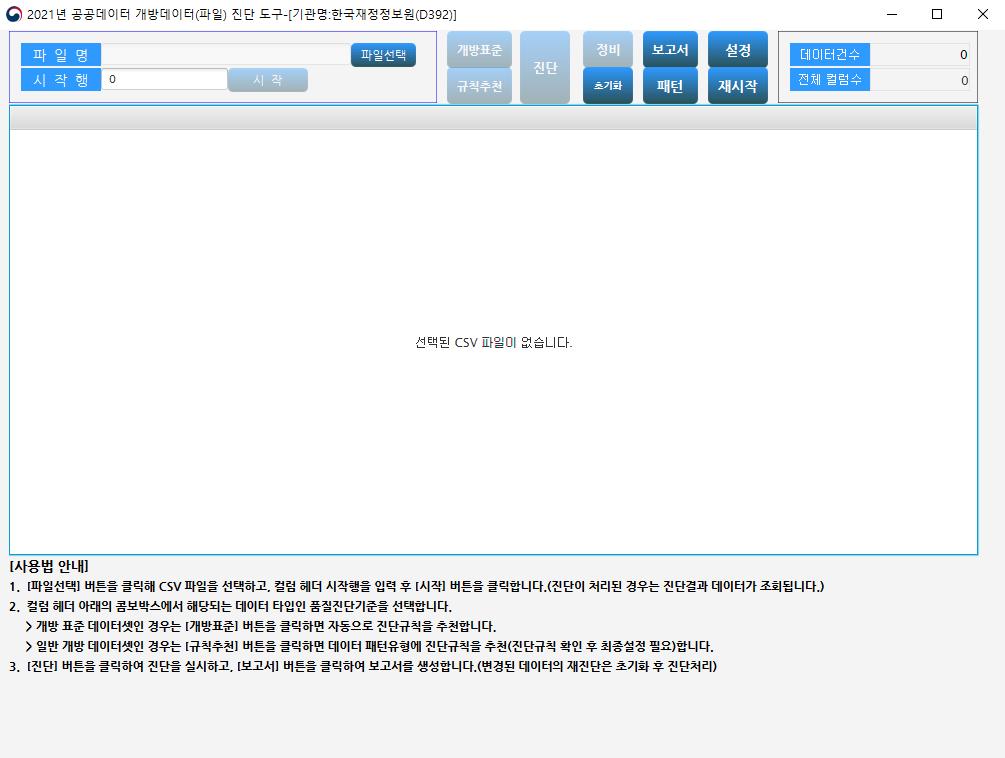 2021년 공공데이터 개방데이터(파일) 진단 도구-[기관명:한국재정정보원(D392)]
파 일 명 파일선택 개방표준 진단 정비 보고서 설정 데이터건수 0
시 작 행 0 시 작 규칙추천 초기화 패턴 재시작 전체 컬럼수 0
선택된 CSV 파일이 없습니다.
[사용법 안내]
1. [파일선택] 버튼을 클릭해 CSV 파일을 선택하고, 컬럼 헤더 시작행을 입력 후 [시작] 버튼을 클릭합니다.(진단이 처리된 경우는 진단결과 데이터가 조회됩니다.)
2. 컬럼 헤더 아래의 콤보박스에서 해당되는 데이터 타입인 품질진단기준을 선택합니다.
> 개방 표준 데이터셋인 경우는 [개방표준] 버튼을 클릭하면 자동으로 진단규칙을 추천합니다.
> 일반 개방 데이터셋인 경우는 [규칙추천] 버튼을 클릭하면 데이터 패턴유형에 진단규칙을 추천(진단규칙 확인 후 최종설정 필요)합니다.
3. [진단] 버튼을 클릭하여 진단을 실시하고, [보고서] 버튼을 클릭하여 보고서를 생성합니다.(변경된 데이터의 재진단은 초기화 후 진단처리)